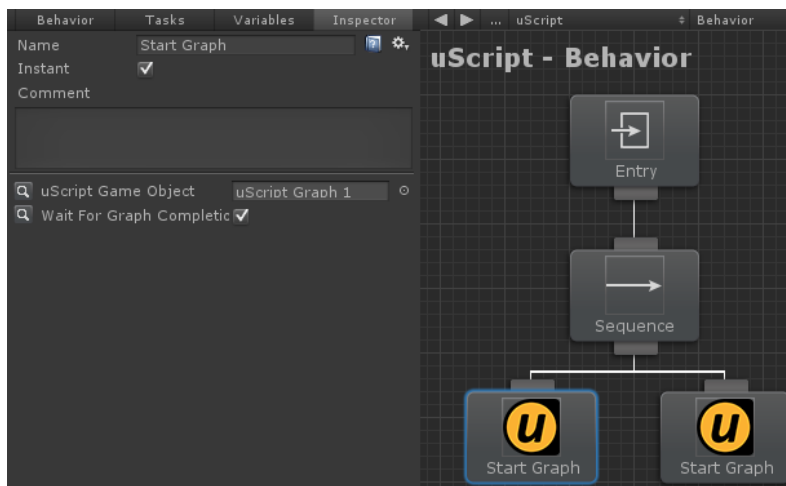 Behavior Tasks Variables Inspector
Name Start Graph
Instant
Comment
uScript Game Object uScript Graph 1
Wait For Graph Completic
... uScript Behavior
uScript - Behavior
Entry
Sequence
u
Start Graph
u
Start Graph